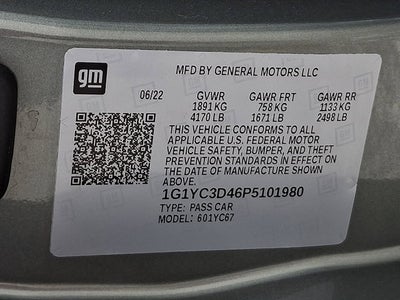 gm
MFD BY GENERAL MOTORS LLC
06/22 GVWR GAWR FRT GAWR RR
1891 KG 758 KG 1133 KG
4170 LB 1671 LB 2498 LB
THIS VEHICLE CONFORMS TO ALL
APPLICABLE U.S. FEDERAL MOTOR
VEHICLE SAFETY, BUMPER, AND THEFT
PREVENTION STANDARDS IN EFFECT ON
THE DATE OF MANUFACTURE SHOWN
ABOVE.
1G1YC3D46P5101980
TYPE: PASS CAR
MODEL: 601YC67